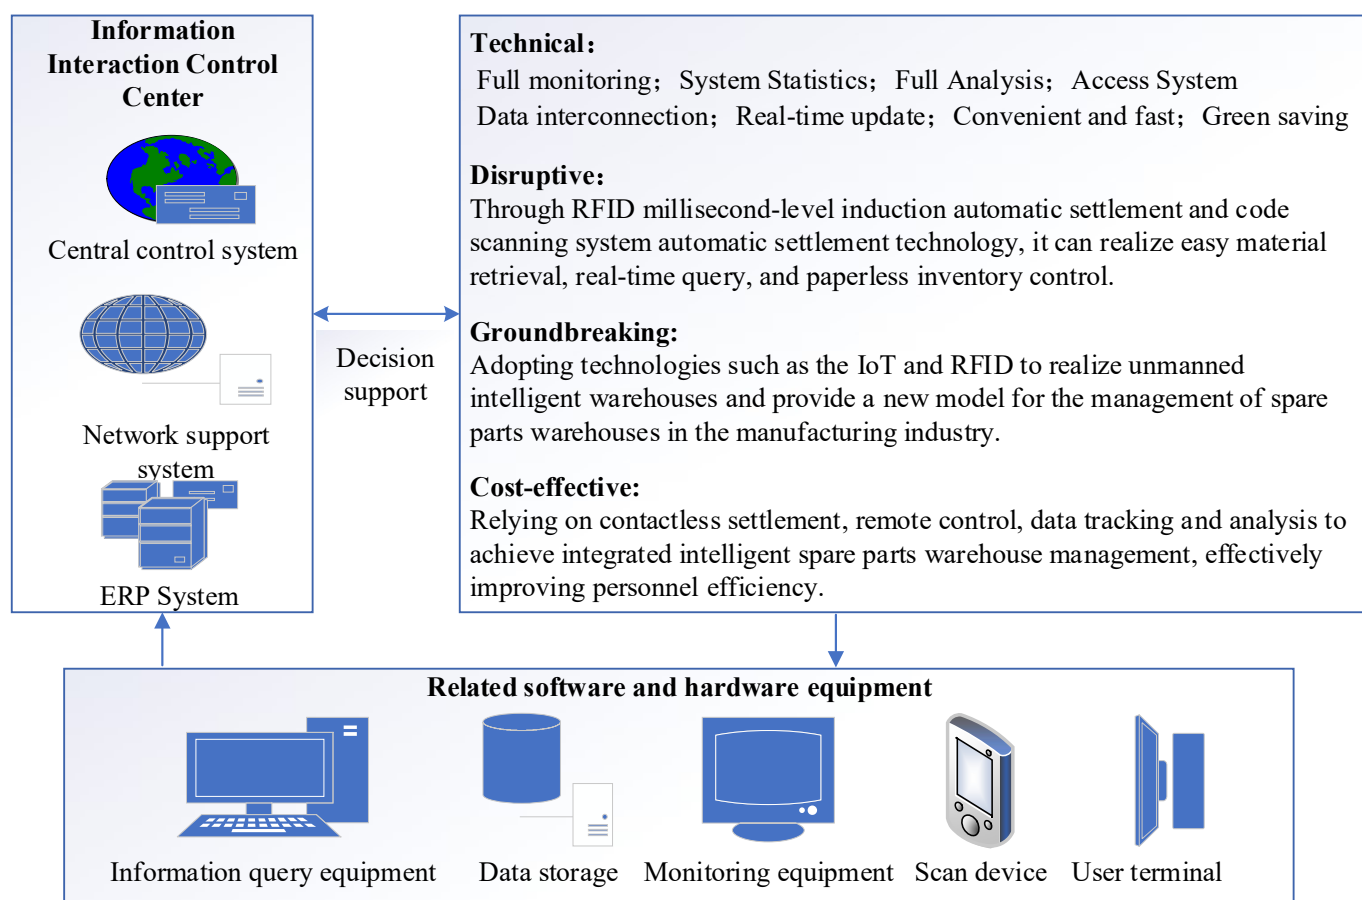 Information
Interaction Control
Center
Central control system
Network support
system
ERP System
Decision
support
Technical：
Full monitoring；System Statistics；Full Analysis；Access System
Data interconnection；Real-time update；Convenient and fast；Green saving
Disruptive：
Through RFID millisecond-level induction automatic settlement and code
scanning system automatic settlement technology, it can realize easy material
retrieval, real-time query, and paperless inventory control.
Groundbreaking:
Adopting technologies such as the IoT and RFID to realize unmanned
intelligent warehouses and provide a new model for the management of spare
parts warehouses in the manufacturing industry.
Cost-effective:
Relying on contactless settlement, remote control, data tracking and analysis to
achieve integrated intelligent spare parts warehouse management, effectively
improving personnel efficiency.
Related software and hardware equipment
Information query equipment
Data storage
Monitoring equipment
Scan device
User terminal